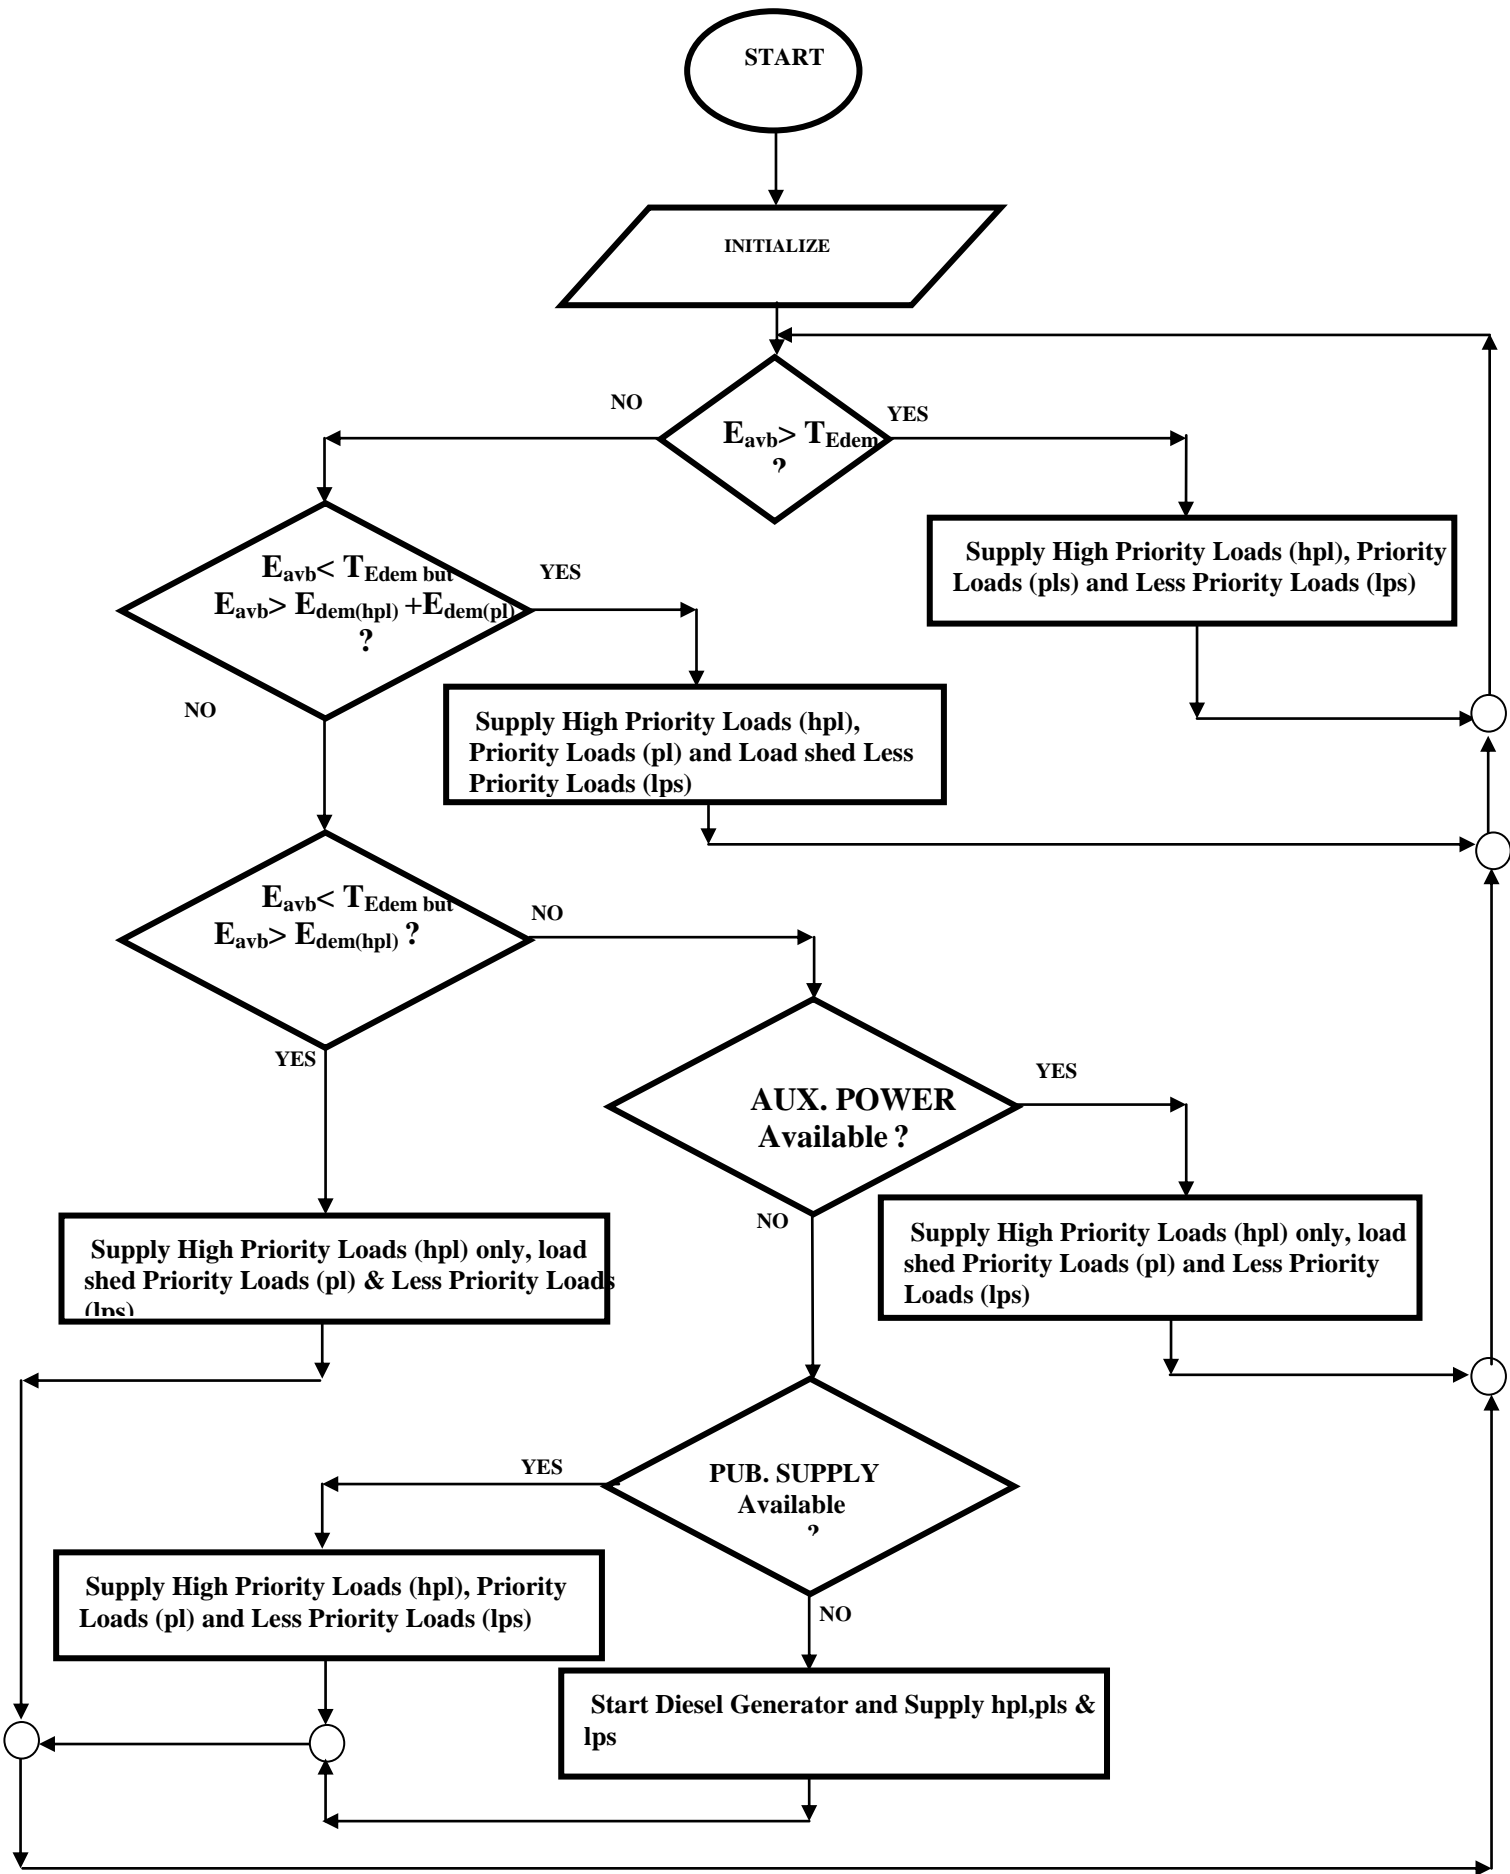 START
INITIALIZE
NO
YES
Eavb> TEdem
?
Supply High Priority Loads (hpl), Priority
Loads (pls) and Less Priority Loads (lps)
Eavb< TEdem but
Eavb> Edem(hpl) +Edem(pl)
?
YES
NO
Supply High Priority Loads (hpl),
Priority Loads (pl) and Load shed Less
Priority Loads (lps)
Eavb< TEdem but
Eavb> Edem(hpl) ?
NO
YES
AUX. POWER
Available ?
YES
NO
Supply High Priority Loads (hpl) only, load
shed Priority Loads (pl) & Less Priority Loads
(lps)
Supply High Priority Loads (hpl) only, load
shed Priority Loads (pl) and Less Priority
Loads (lps)
YES
PUB. SUPPLY
Available
?
Supply High Priority Loads (hpl), Priority
Loads (pl) and Less Priority Loads (lps)
NO
Start Diesel Generator and Supply hpl,pls &
lps